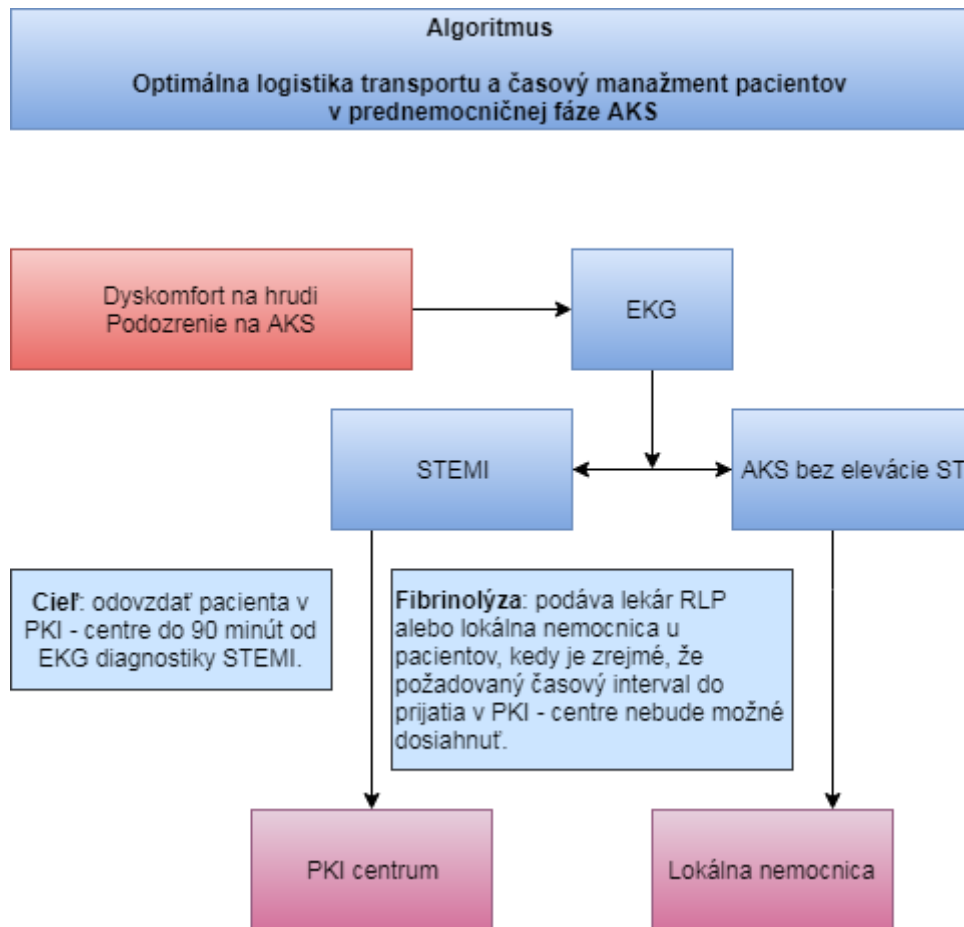 Algoritmus
Optimálna logistika transportu a časový manažment pacientov
v prednemocničnej fáze AKS
Dyskomfort na hrudi
Podozrenie na AKS
EKG
STEMI
AKS bez elevácie ST
Cieľ: odovzdať pacienta v
PKI - centre do 90 minút od
EKG diagnostiky STEMI.
Fibrinolýza: podáva lekár RLP
alebo lokálna nemocnica u
pacientov, kedy je zrejmé, že
požadovaný časový interval do
prijatia v PKI - centre nebude možné
dosiahnuť.
PKI centrum
Lokálna nemocnica